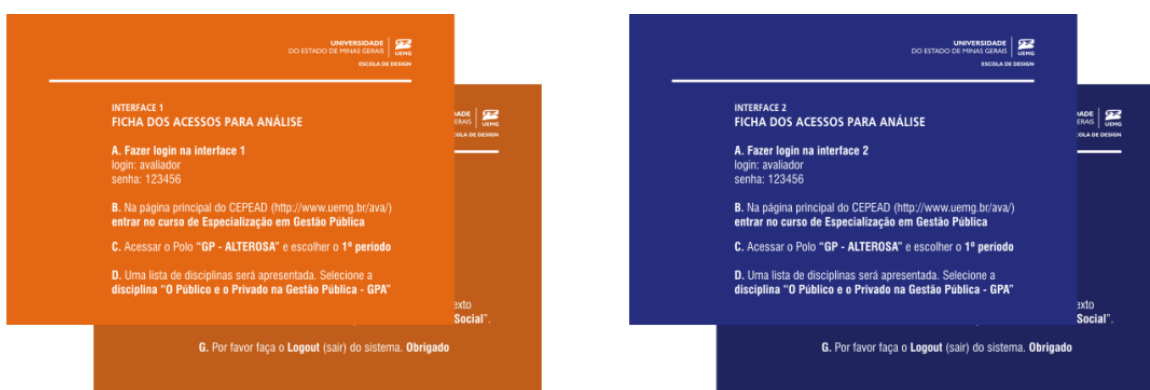 UNIVERSIDADE
DO ESTADO DE MINAS GERAIS
UEMG
ESCOLA DE DESIGN
INTERFACE 1
FICHA DOS ACESSOS PARA ANÁLISE
A. Fazer login na interface 1
login: avaliador
senha: 123456
B. Na página principal do CEPEAD (http://www.uemg.br/ava/)
entrar no curso de Especialização em Gestão Pública
C. Acessar o Polo “GP - ALTEROSA” e escolher o 1º período
D. Uma lista de disciplinas será apresentada. Selecione a
disciplina “O Público e o Privado na Gestão Pública - GPA”
UEMG
DESIGN
Social”.
G. Por favor faça o Logout (sair) do sistema. Obrigado
UNIVERSIDADE
DO ESTADO DE MINAS GERAIS
UEMG
ESCOLA DE DESIGN
INTERFACE 2
FICHA DOS ACESSOS PARA ANÁLISE
A. Fazer login na interface 2
login: avaliador
senha: 123456
B. Na página principal do CEPEAD (http://www.uemg.br/ava/)
entrar no curso de Especialização em Gestão Pública
C. Acessar o Polo “GP - ALTEROSA” e escolher o 1º período
D. Uma lista de disciplinas será apresentada. Selecione a
disciplina “O Público e o Privado na Gestão Pública - GPA”
UEMG
DE DESIGN
Social”.
G. Por favor faça o Logout (sair) do sistema. Obrigado